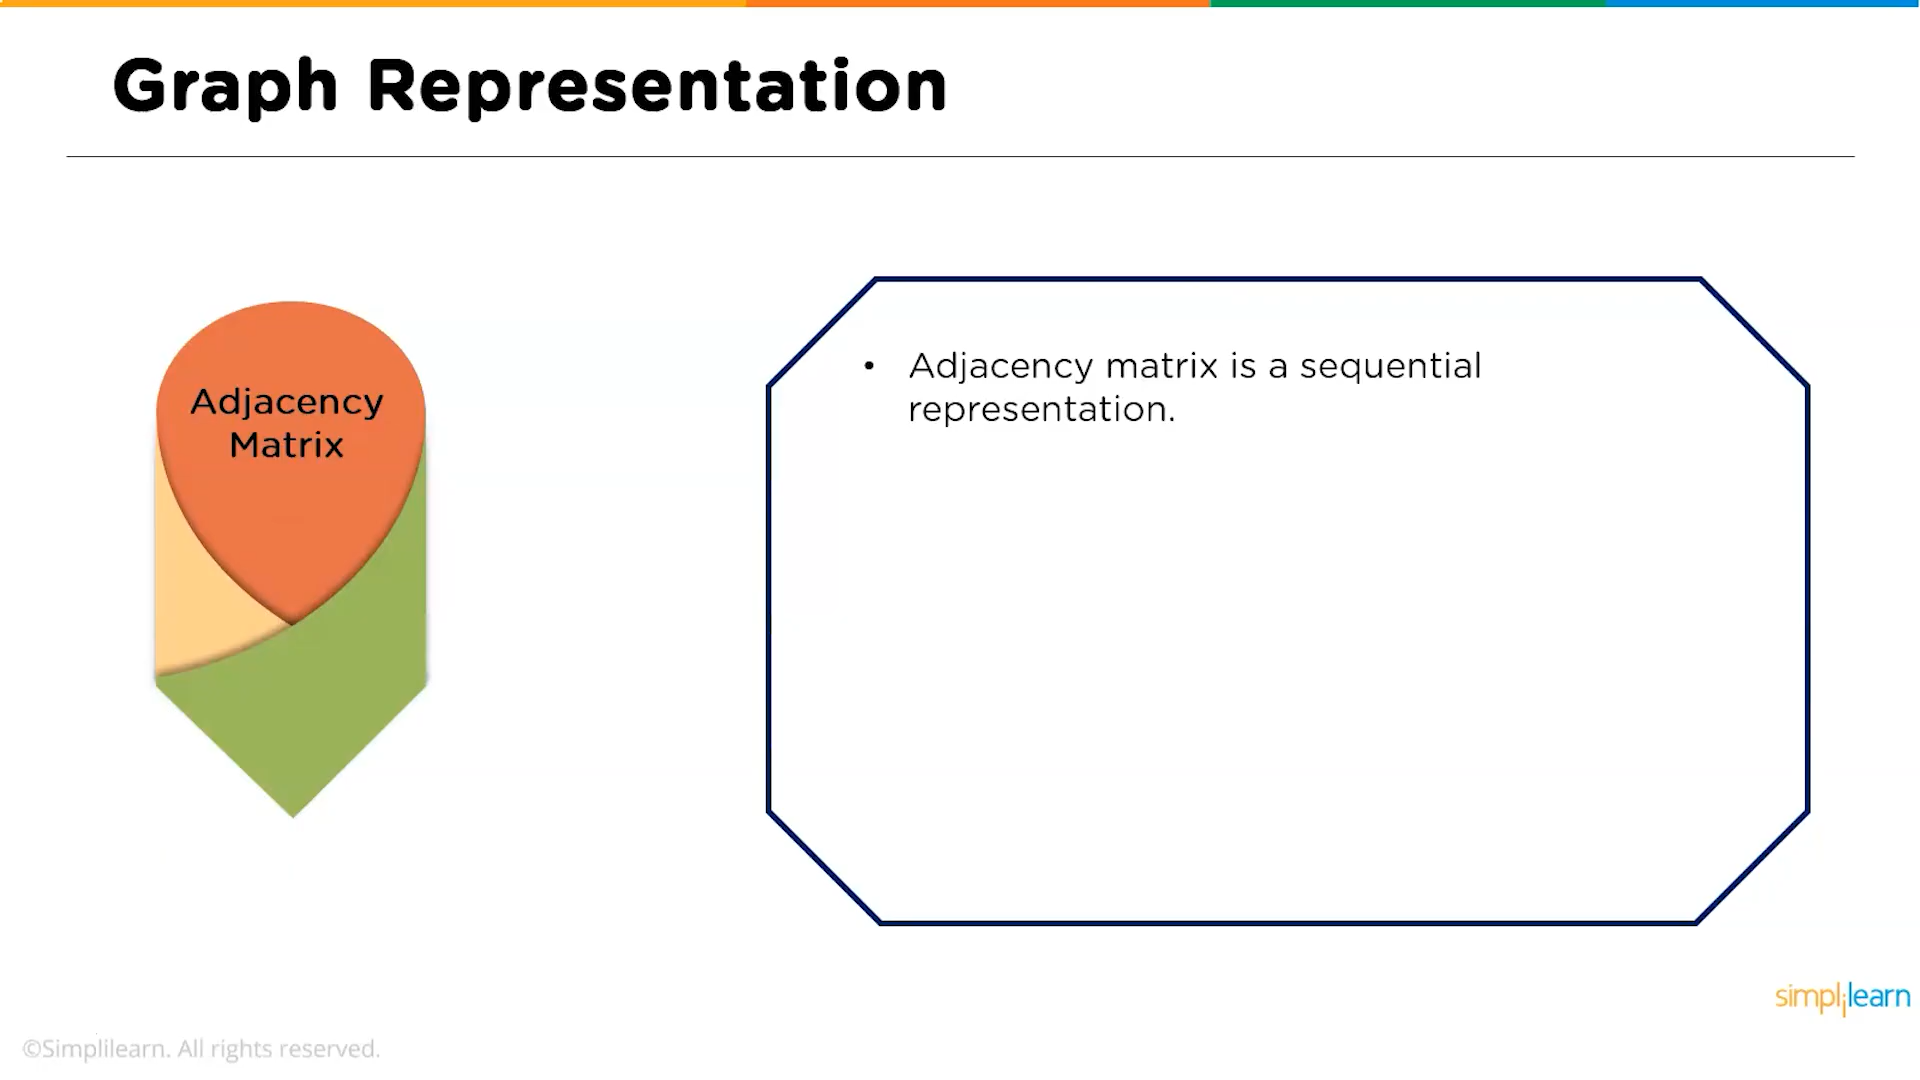 Graph Representation
Adjacency
Matrix
• Adjacency matrix is a sequential
representation.
simplilearn
©Simplilearn. All rights reserved.